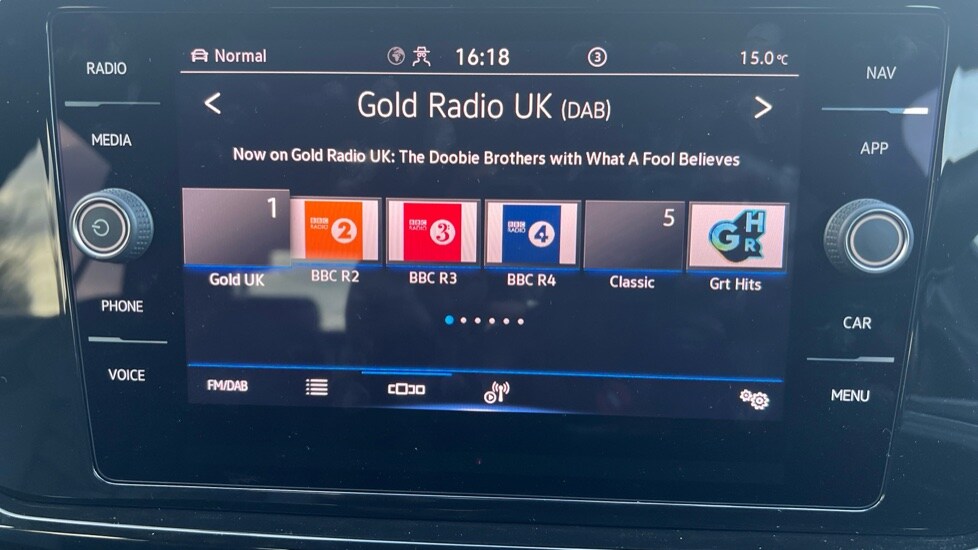 RADIO
MEDIA
PHONE
VOICE
Normal
16:18
3
15.0°C
Gold Radio UK (DAB)
Now on Gold Radio UK: The Doobie Brothers with What A Fool Believes
1
BBC RADIO 2
BBC RADIO 3
BBC RADIO 4
5
GHR
Gold UK
BBC R2
BBC R3
BBC R4
Classic
Grt Hits
FM/DAB
NAV
APP
CAR
MENU